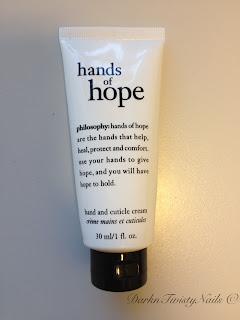 hands
of
hope
philosophy: hands of hope
are the hands that help,
heal, protect and comfort.
use your hands to give
hope, and you will have
hope to hold.
hand and cuticle cream
crème mains et cuticules
30 ml/1 fl. oz.
DarknTwistyNails ©